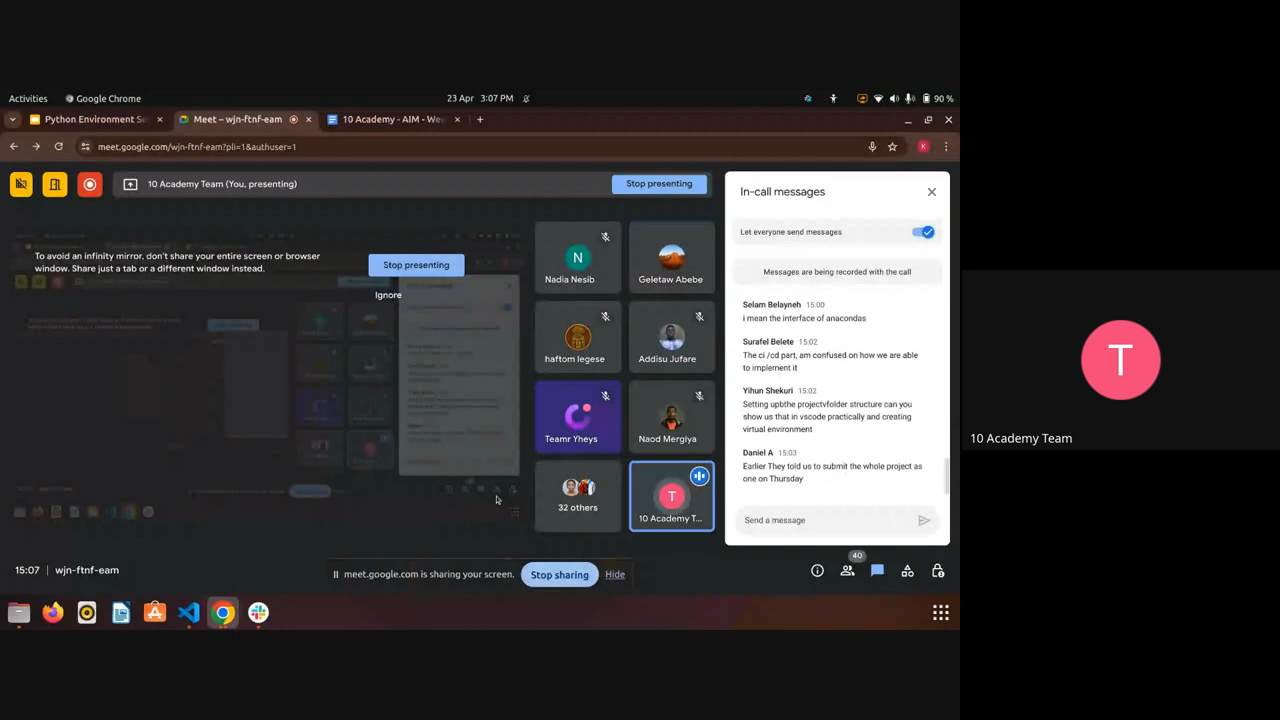 Activities
Google Chrome
23 Apr 3:07 PM
90 %
Python Environment Se
Meet – wjn-ftnf-eam
10 Academy - AIM - We
meet.google.com/wjn-ftnf-eam?pli=1&authuser=1
K
10 Academy Team (You, presenting)
Stop presenting
To avoid an infinity mirror, don't share your entire screen or browser
window. Share just a tab or a different window instead.
Stop presenting
Ignore
N
Nadia Nesib
Geletaw Abebe
haftom legese
Addisu Jufare
Teamr Yheys
Naod Mergiya
32 others
T
10 Academy T...
In-call messages
Let everyone send messages
Messages are being recorded with the call
Selam Belayneh 15:00
i mean the interface of anacondas
Surafel Belete 15:02
The ci /cd part, am confused on how we are able
to implement it
Yihun Shekuri 15:02
Setting upbthe projectvfolder structure can you
show us that in vscode practically and creating
virtual environment
Daniel A 15:03
Earlier They told us to submit the whole project as
one on Thursday
Send a message
15:07 | wjn-ftnf-eam
meet.google.com is sharing your screen.
Stop sharing
Hide
40
T
10 Academy Team